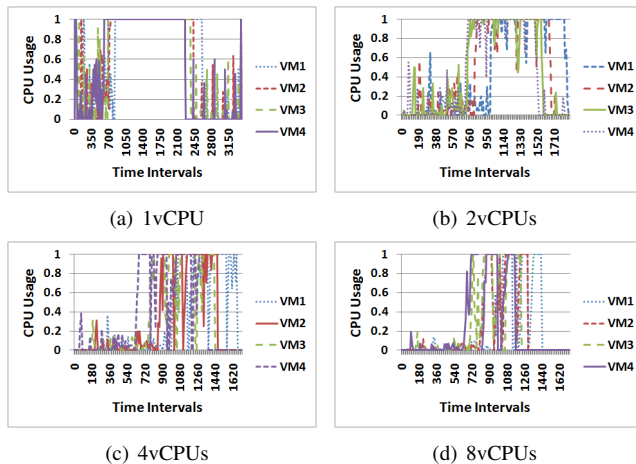 CPU Usage
1
0.8
0.6
0.4
0.2
0
0 350 700 1050 1400 1750 2100 2450 2800 3150
Time Intervals
VM1
VM2
VM3
VM4
(a) 1vCPU
CPU Usage
1
0.8
0.6
0.4
0.2
0
0 190 380 570 760 950 1140 1330 1520 1710
Time Intervals
VM1
VM2
VM3
VM4
(b) 2vCPUs
CPU Usage
1
0.8
0.6
0.4
0.2
0
0 180 360 540 720 900 1080 1260 1440 1620
Time Intervals
VM1
VM2
VM3
VM4
(c) 4vCPUs
CPU Usage
1
0.8
0.6
0.4
0.2
0
0 180 360 540 720 900 1080 1260 1440 1620
Time Intervals
VM1
VM2
VM3
VM4
(d) 8vCPUs